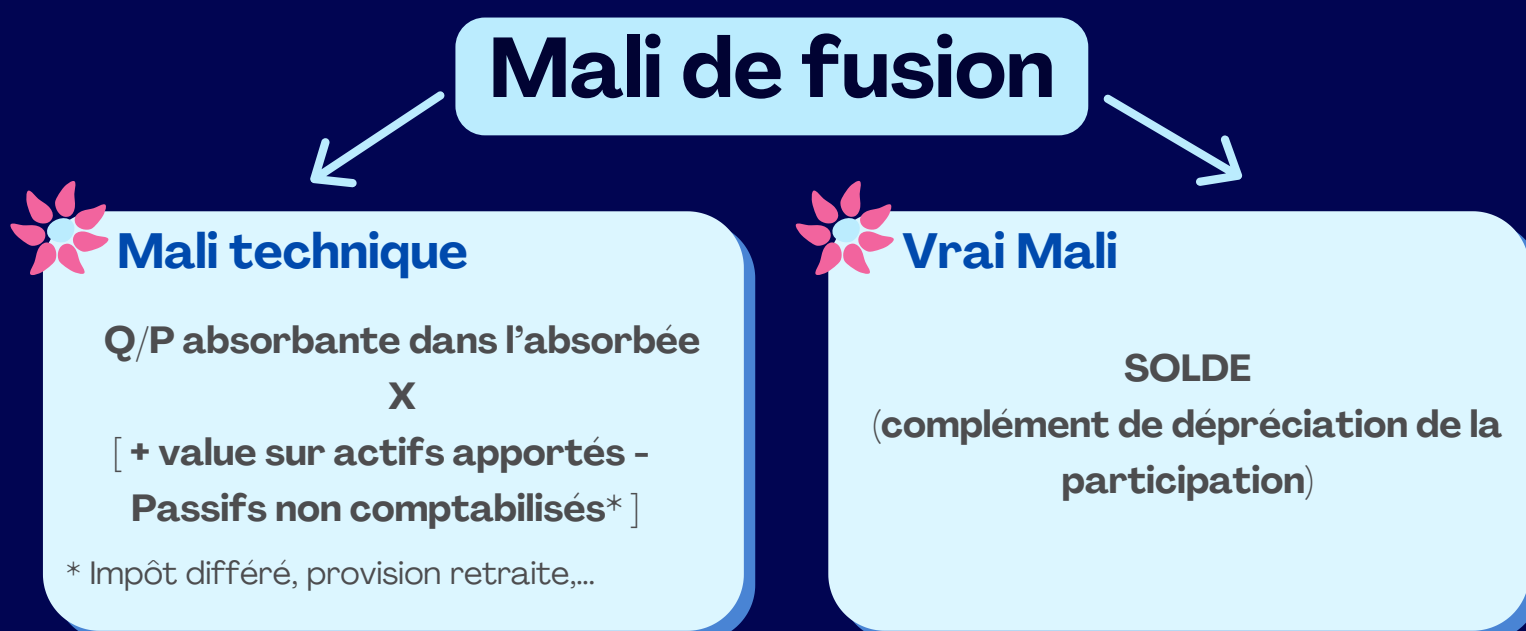 Mali de fusion
Mali technique
Q/P absorbante dans l’absorbée
X
[ + value sur actifs apportés -
Passifs non comptabilisés* ]
* Impôt différé, provision retraite,...
Vrai Mali
SOLDE
(complément de dépréciation de la
participation)